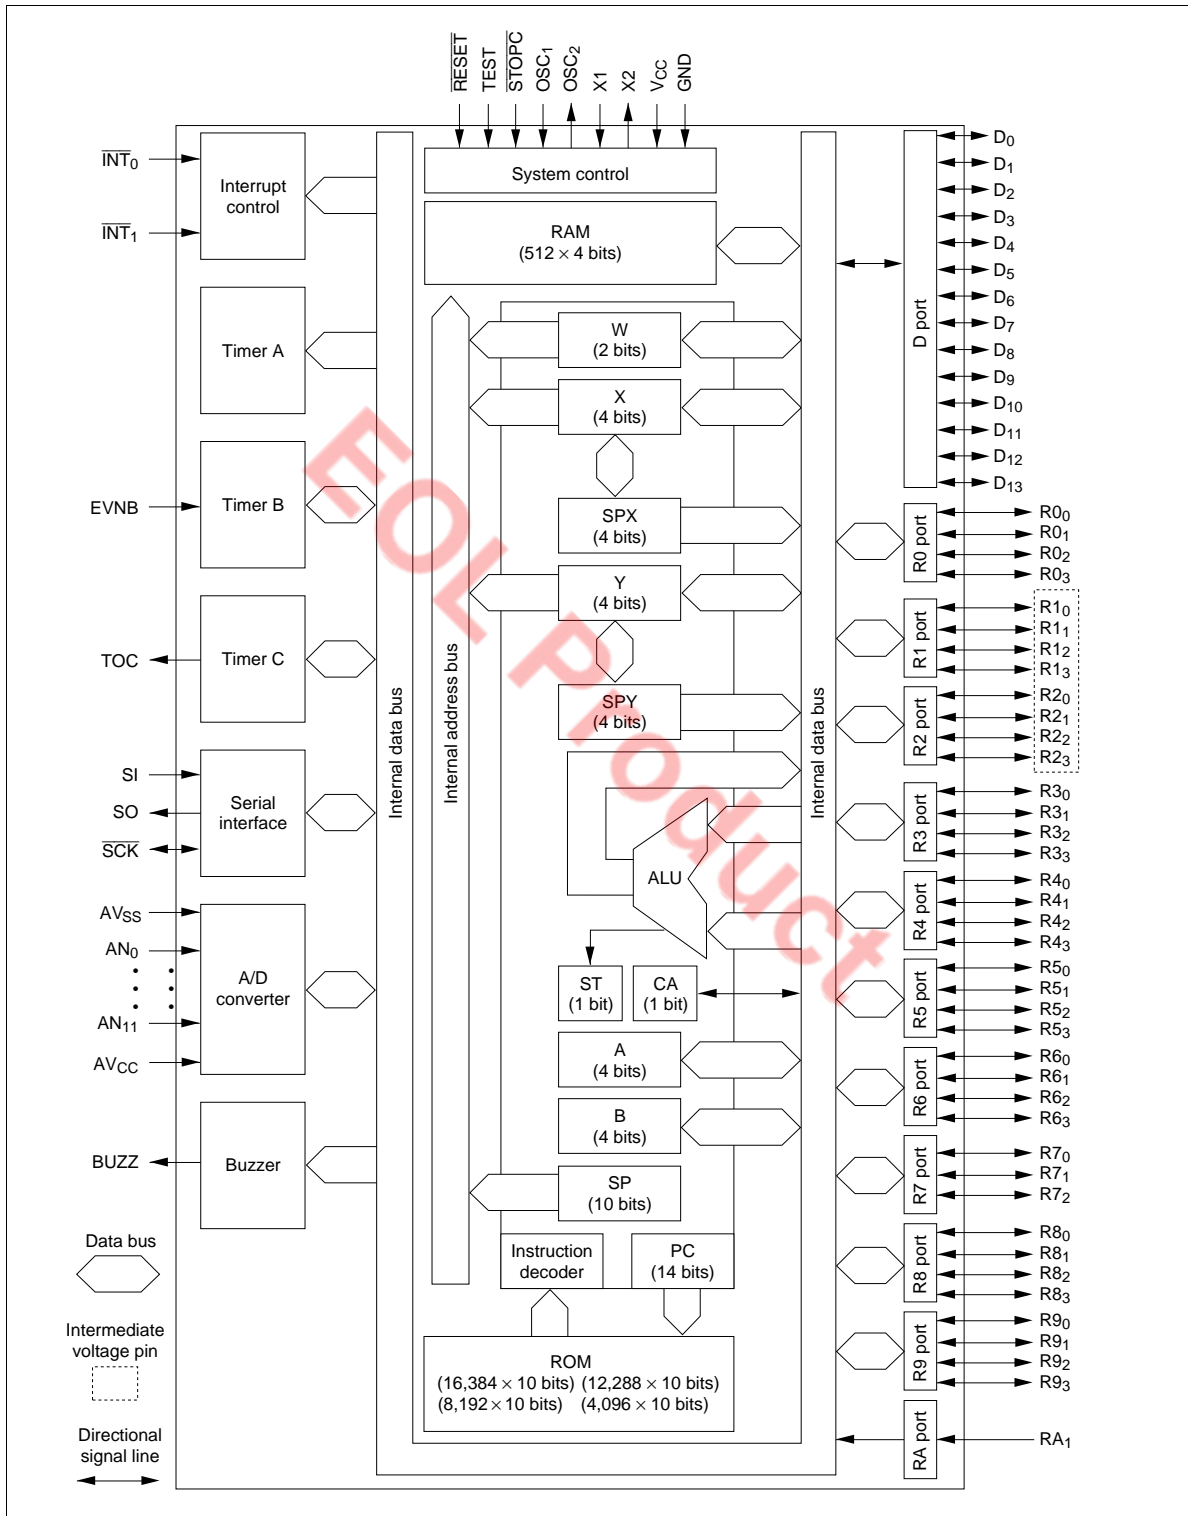 RESET
TEST
STOPC
OSC1
OSC2
X1
X2
VCC
GND
INT0
INT1
Interrupt
control
System control
RAM
(512 × 4 bits)
Timer A
EVNB
Timer B
TOC
Timer C
SI
SO
SCK
Serial
interface
AVSS
AN0
AN11
AVCC
A/D
converter
BUZZ
Buzzer
Internal data bus
Internal address bus
W
(2 bits)
X
(4 bits)
SPX
(4 bits)
Y
(4 bits)
SPY
(4 bits)
ALU
ST
(1 bit)
CA
(1 bit)
A
(4 bits)
B
(4 bits)
SP
(10 bits)
Instruction
decoder
PC
(14 bits)
ROM
(16,384 × 10 bits) (12,288 × 10 bits)
(8,192 × 10 bits) (4,096 × 10 bits)
Internal data bus
D port
D0
D1
D2
D3
D4
D5
D6
D7
D8
D9
D10
D11
D12
D13
R0 port
R00
R01
R02
R03
R1 port
R10
R11
R12
R13
R2 port
R20
R21
R22
R23
R3 port
R30
R31
R32
R33
R4 port
R40
R41
R42
R43
R5 port
R50
R51
R52
R53
R6 port
R60
R61
R62
R63
R7 port
R70
R71
R72
R8 port
R80
R81
R82
R83
R9 port
R90
R91
R92
R93
RA port
RA1
Data bus
Intermediate
voltage pin
Directional
signal line
EOL Product